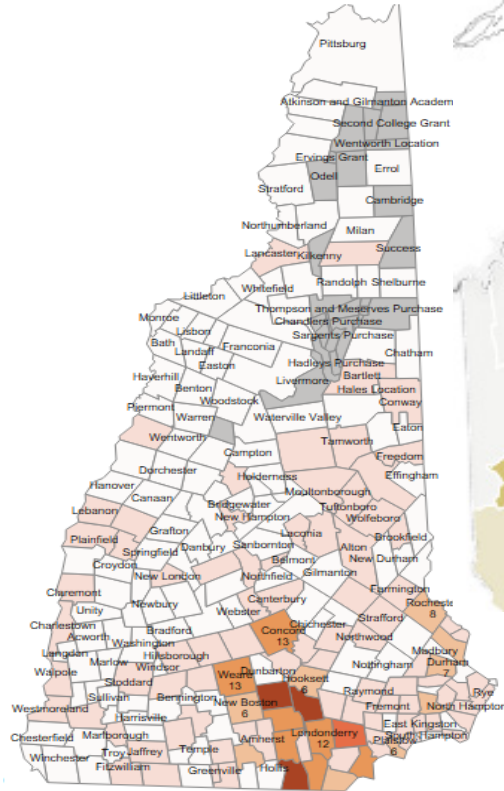 Pittsburg
Atkinson and Gilmanton Academ
Second College Grant
Wentworth Location
Ervings Grant
Errol
Odell
Stratford
Cambridge
Northumberland
Milan
Success
Lancaster
Kilkenny
Randolph
Shelburne
Whitefield
Littleton
Thompson and Meserves Purchase
Monroe
Chandlers Purchase
Lisbon
Sargents Purchase
Bath
Franconia
Landaff
Chatham
Easton
Hadleys Purchase
Haverhill
Bartlett
Livermore
Benton
Hales Location
Woodstock
Conway
Piermont
Warren
Waterville Valley
Eaton
Wentworth
Tamworth
Campton
Freedom
Dorchester
Holderness
Effingham
Hanover
Moultonborough
Canaan
Bridgewater
Tuftonboro
Lebanon
New Hampton
Wolfeboro
Grafton
Laconia
Plainfield
Brookfield
Springfield
Danbury
Sanbornton
Alton
Belmont
New Durham
Croydon
Gilmanton
New London
Northfield
Claremont
Farmington
Canterbury
Unity
Newbury
Rocheste
8
Webster
Strafford
Charlestown
Chichester
Acworth
Bradford
Concord
13
Northwood
Washington
Madbury
Langdon
Hillsborough
Durham
7
Marlow
Windsor
Dunbarton
Nottingham
Walpole
Weare
13
Stoddard
Hooksett
6
Sullivan
Bennington
Raymond
Rye
New Boston
6
Westmoreland
Fremont
North Hampton
Harrisville
East Kingston
Chesterfield
Marlborough
Amherst
Londonderry
12
South Hampton
Troy
Jaffrey
Temple
Plaistow
6
Winchester
Fitzwilliam
Greenville
Hollis